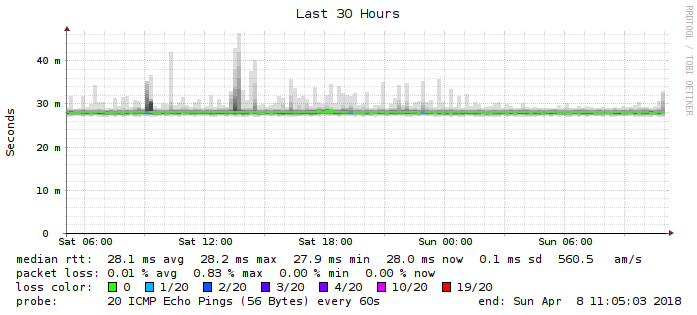 Last 30 Hours
RRDTOOL / TOBI OETIKER
Seconds
40 m
30 m
20 m
10 m
0
Sat 06:00 Sat 12:00 Sat 18:00 Sun 00:00 Sun 06:00
median rtt: 28.1 ms avg 28.2 ms max 27.9 ms min 28.0 ms now 0.1 ms sd 560.5 am/s
packet loss: 0.01 % avg 0.83 % max 0.00 % min 0.00 % now
loss color: 0 1/20 2/20 3/20 4/20 10/20 19/20
probe: 20 ICMP Echo Pings (56 Bytes) every 60s end: Sun Apr 8 11:05:03 2018